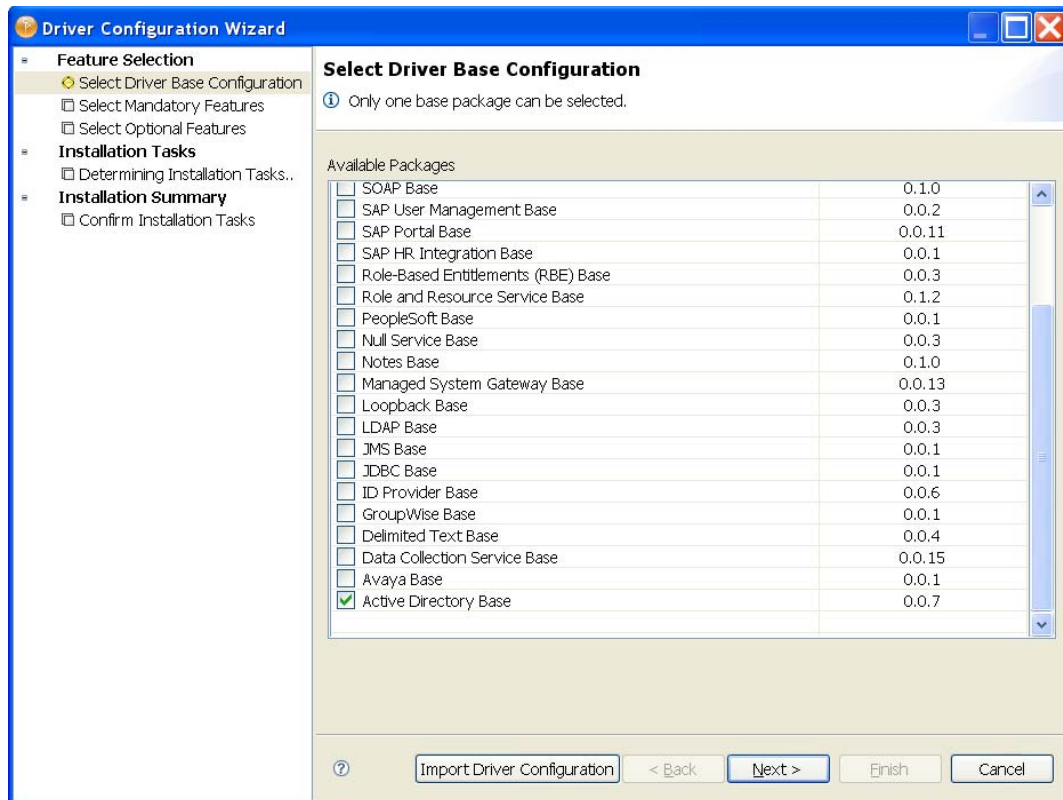 Driver Configuration Wizard
Feature Selection
Select Driver Base Configuration
Select Mandatory Features
Select Optional Features
Installation Tasks
Determining Installation Tasks..
Installation Summary
Confirm Installation Tasks
Select Driver Base Configuration
Only one base package can be selected.
Available Packages
SOAP Base 0.1.0
SAP User Management Base 0.0.2
SAP Portal Base 0.0.11
SAP HR Integration Base 0.0.1
Role-Based Entitlements (RBE) Base 0.0.3
Role and Resource Service Base 0.1.2
PeopleSoft Base 0.0.1
Null Service Base 0.0.3
Notes Base 0.1.0
Managed System Gateway Base 0.0.13
Loopback Base 0.0.3
LDAP Base 0.0.3
JMS Base 0.0.1
JDBC Base 0.0.1
ID Provider Base 0.0.6
GroupWise Base 0.0.1
Delimited Text Base 0.0.4
Data Collection Service Base 0.0.15
Avaya Base 0.0.1
Active Directory Base 0.0.7
? Import Driver Configuration < Back Next > Finish Cancel